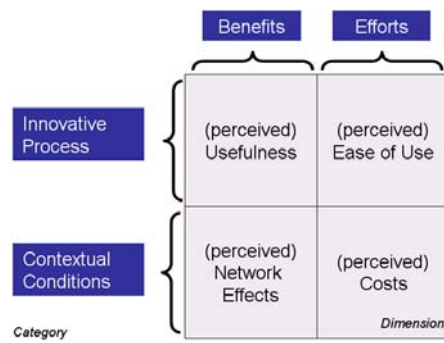 Benefits
Efforts
Innovative
Process
(perceived)
Usefulness
(perceived)
Ease of Use
Contextual
Conditions
(perceived)
Network
Effects
(perceived)
Costs
Category
Dimension